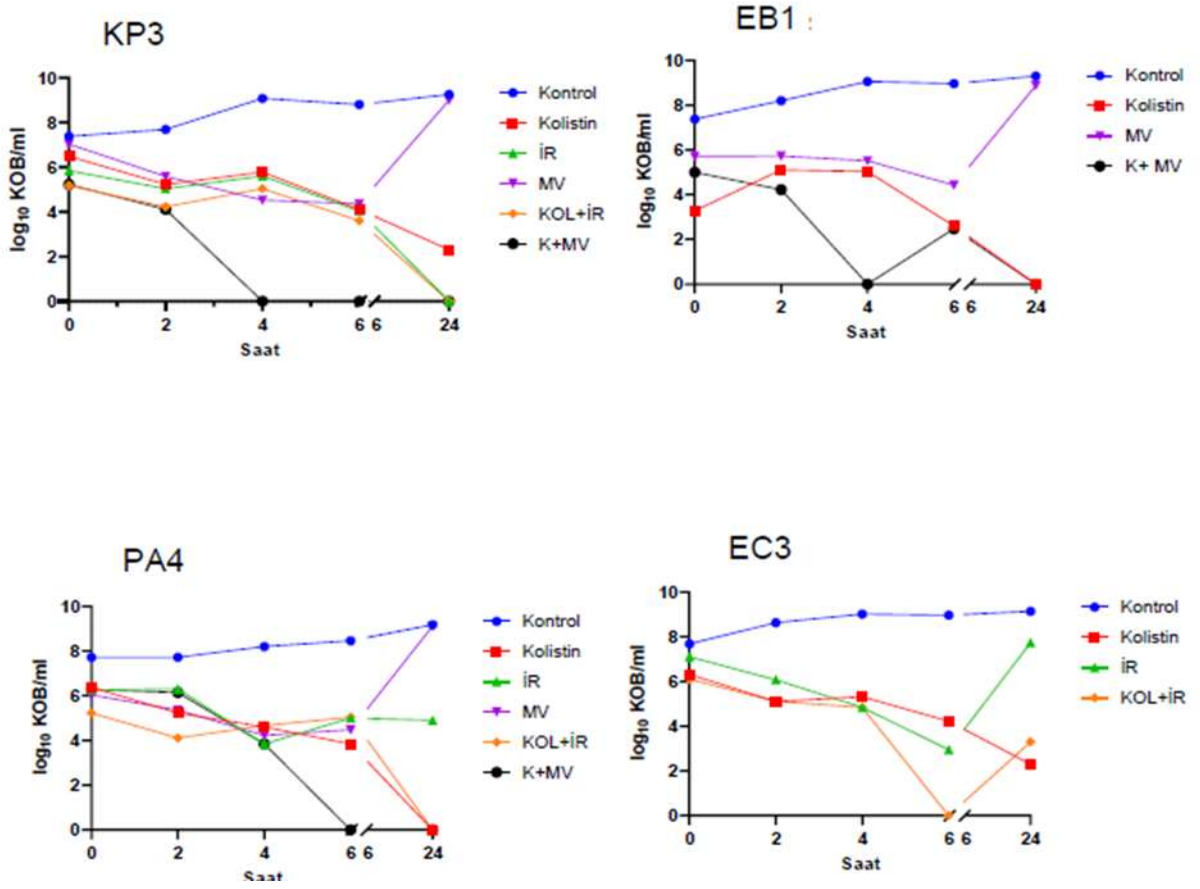 KP3
log10 KOB/ml
10
8
6
4
2
0
0 2 4 6 6 24
Saat
Kontrol
Kolistin
İR
MV
KOL+İR
K+MV
EB1 :
log10 KOB/ml
10
8
6
4
2
0
0 2 4 6 6 24
Saat
Kontrol
Kolistin
MV
K+ MV
PA4
log10 KOB/ml
10
8
6
4
2
0
0 2 4 6 6 24
Saat
Kontrol
Kolistin
İR
MV
KOL+İR
K+MV
EC3
log10 KOB/ml
10
8
6
4
2
0
0 2 4 6 6 24
Saat
Kontrol
Kolistin
İR
KOL+İR